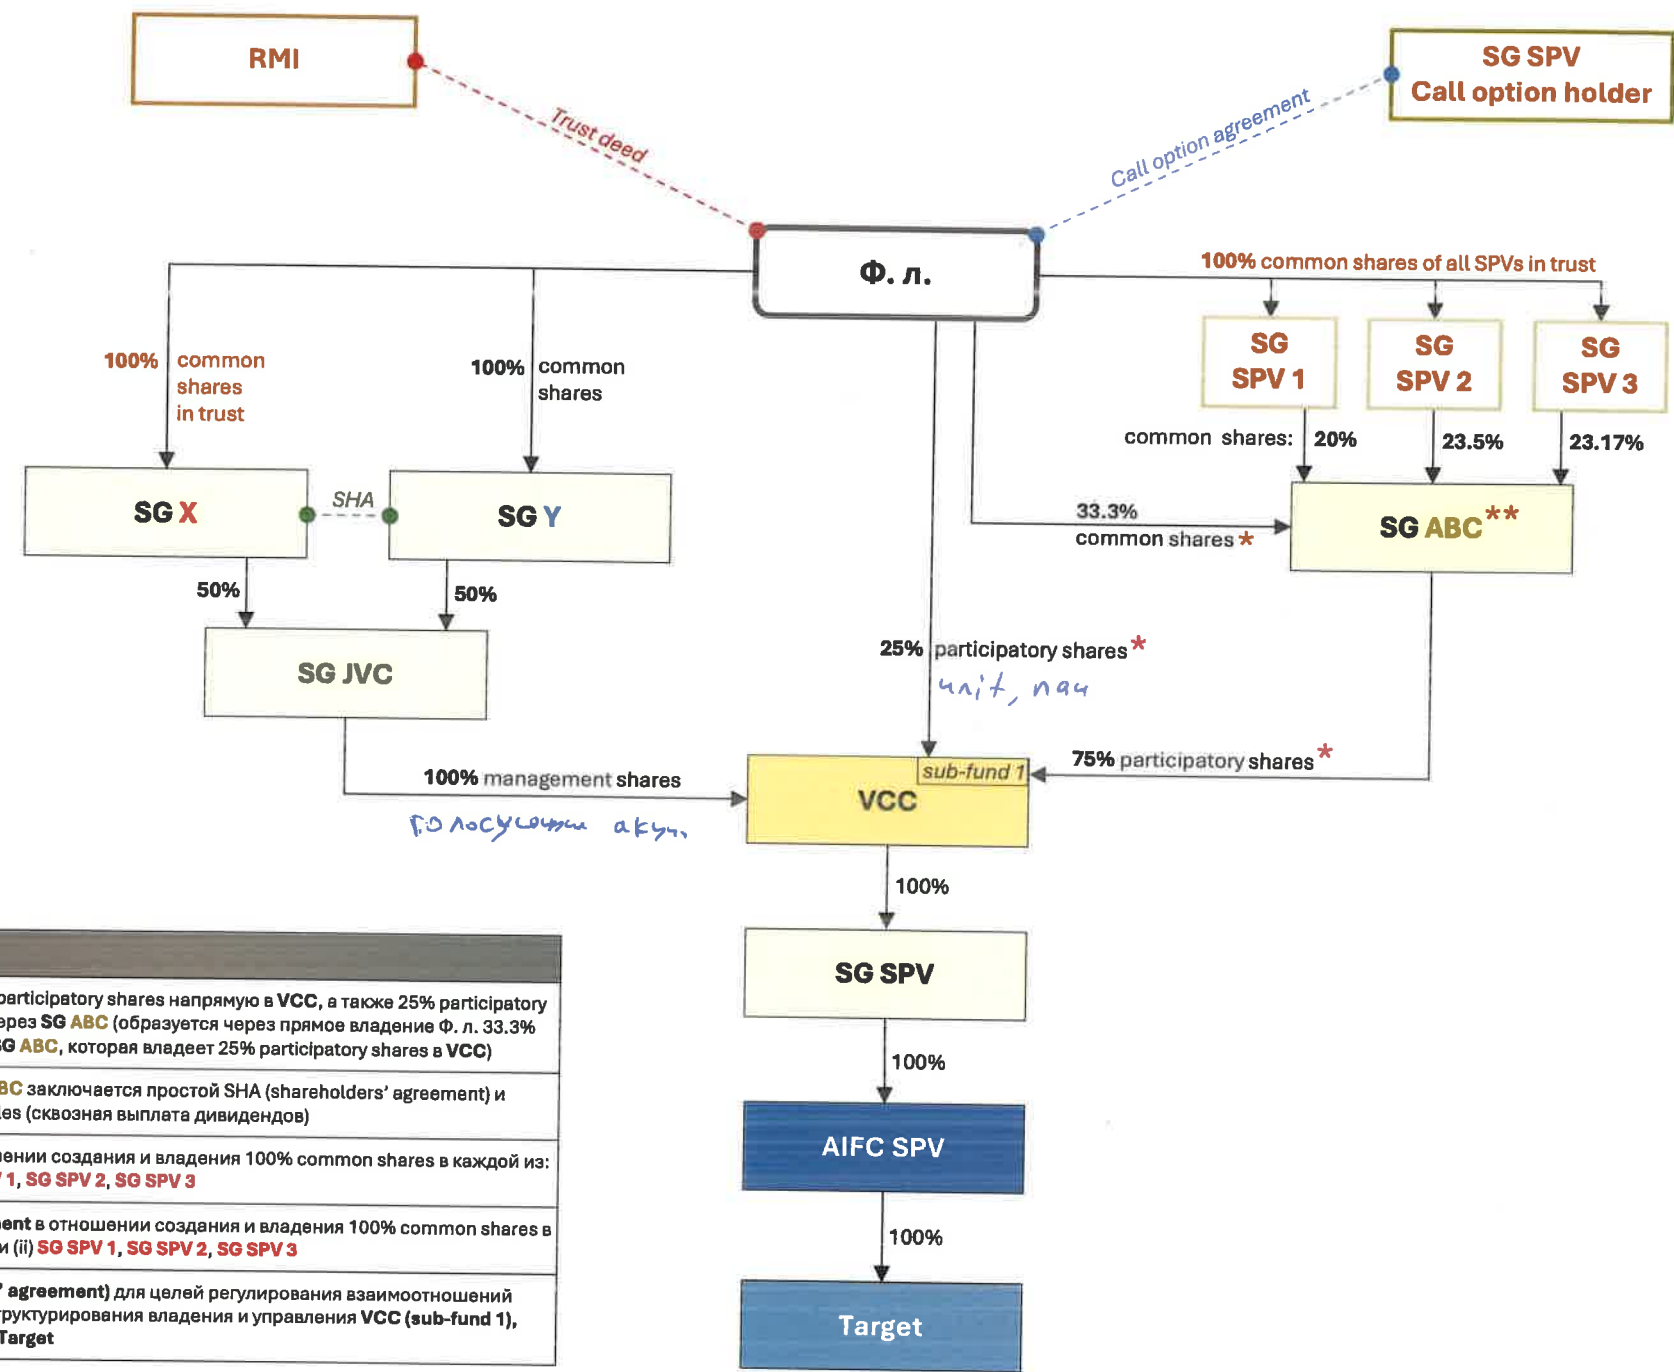 RMI
SG SPV
Call option holder
Trust deed
Call option agreement
Ф. л.
100% common shares of all SPVs in trust
100% common
shares
in trust
100% common
shares
SG
SPV 1
SG
SPV 2
SG
SPV 3
common shares: 20% 23.5% 23.17%
SG X
SHA
SG Y
33.3%
common shares*
SG ABC**
50%
50%
SG JVC
25% participatory shares*
unit, паи
100% management shares
голосующие акци.
sub-fund 1
VCC
75% participatory shares*
100%
SG SPV
100%
AIFC SPV
100%
Target
participatory shares напрямую в VCC, а также 25% participatory
ерез SG ABC (образуется через прямое владение Ф. л. 33.3%
SG ABC, которая владеет 25% participatory shares в VCC)
BC заключается простой SHA (shareholders’ agreement) и
les (сквозная выплата дивидендов)
ении создания и владения 100% common shares в каждой из:
1, SG SPV 2, SG SPV 3
ent в отношении создания и владения 100% common shares в
и (ii) SG SPV 1, SG SPV 2, SG SPV 3
’ agreement) для целей регулирования взаимоотношений
труктурирования владения и управления VCC (sub-fund 1),
Target